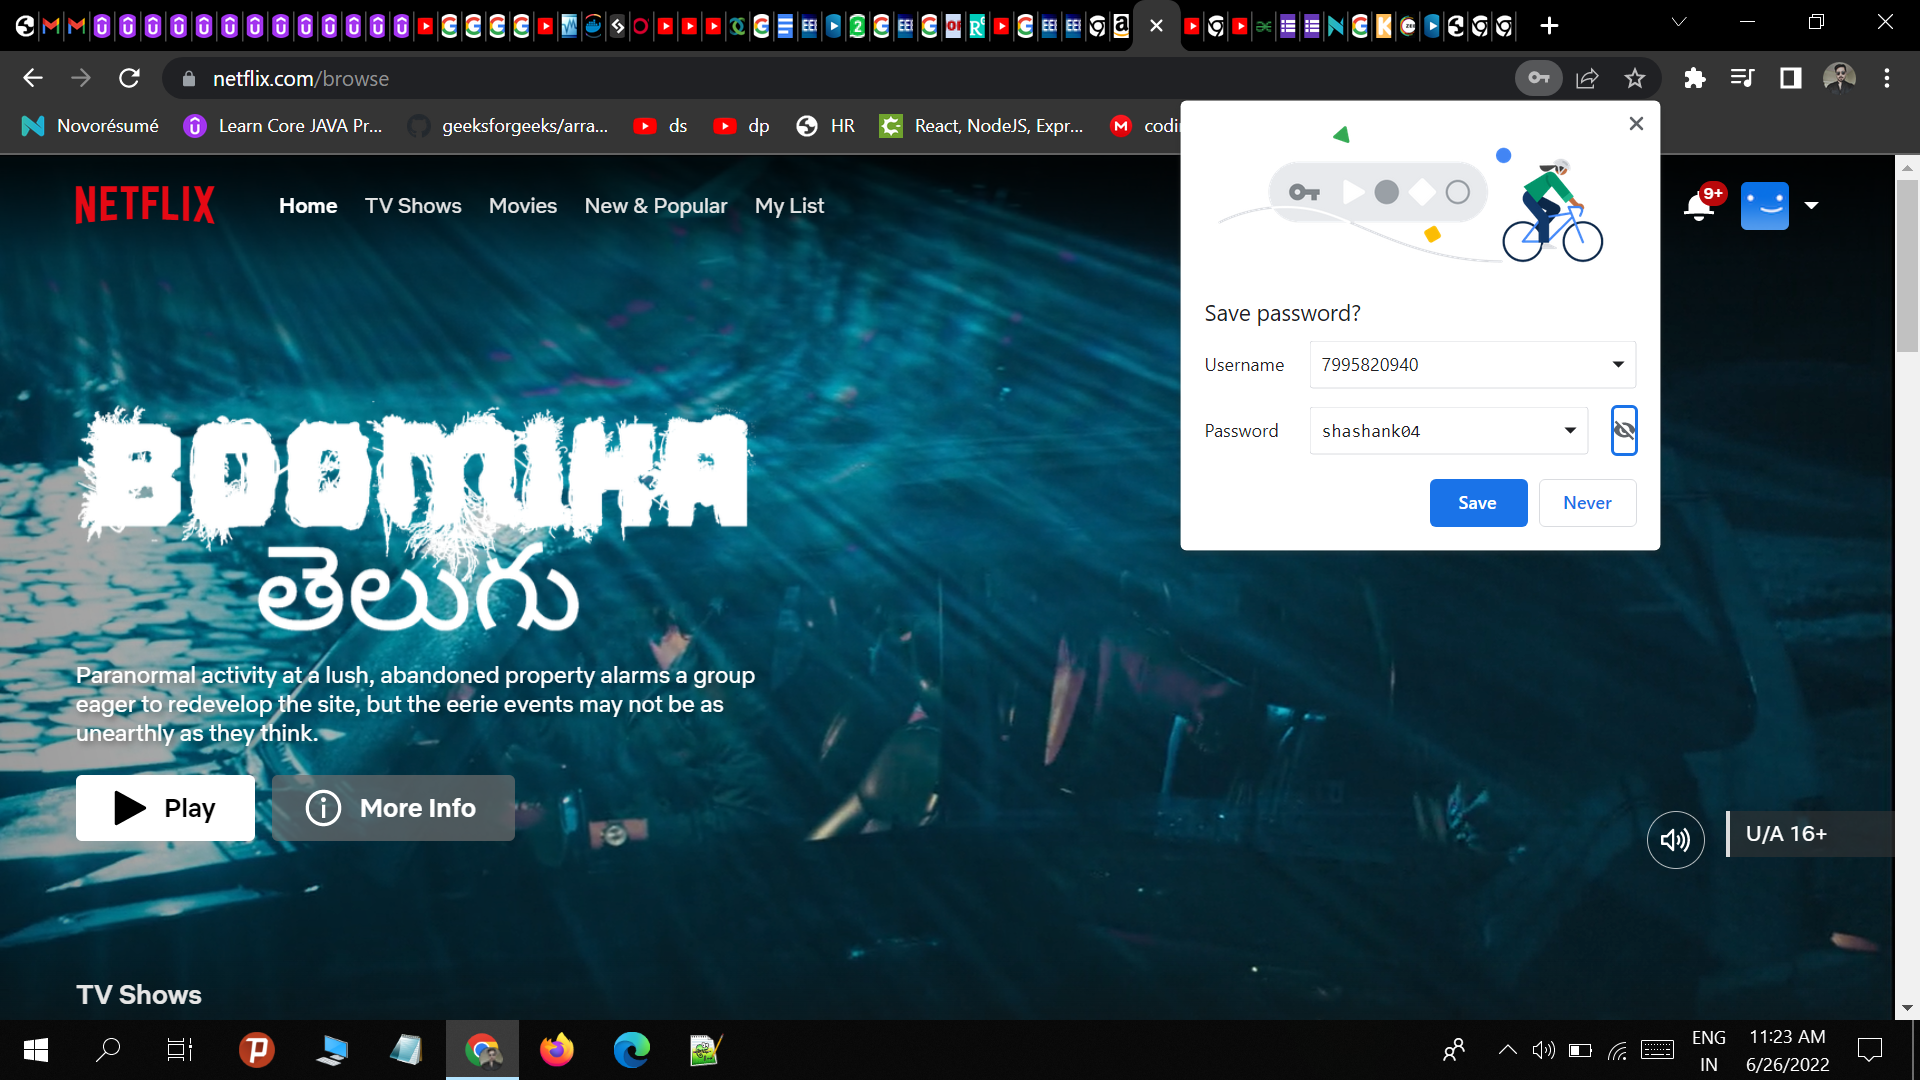 netflix.com/browse
Novorésumé
Learn Core JAVA Pr...
geeksforgeeks/arra...
ds
dp
HR
React, NodeJS, Expr...
codi
NETFLIX
Home
TV Shows
Movies
New & Popular
My List
9+
Save password?
Username
7995820940
Password
shashank04
Save
Never
BOOMIKA
తెలుగు
Paranormal activity at a lush, abandoned property alarms a group
eager to redevelop the site, but the eerie events may not be as
unearthly as they think.
Play
More Info
U/A 16+
TV Shows
ENG
IN
11:23 AM
6/26/2022